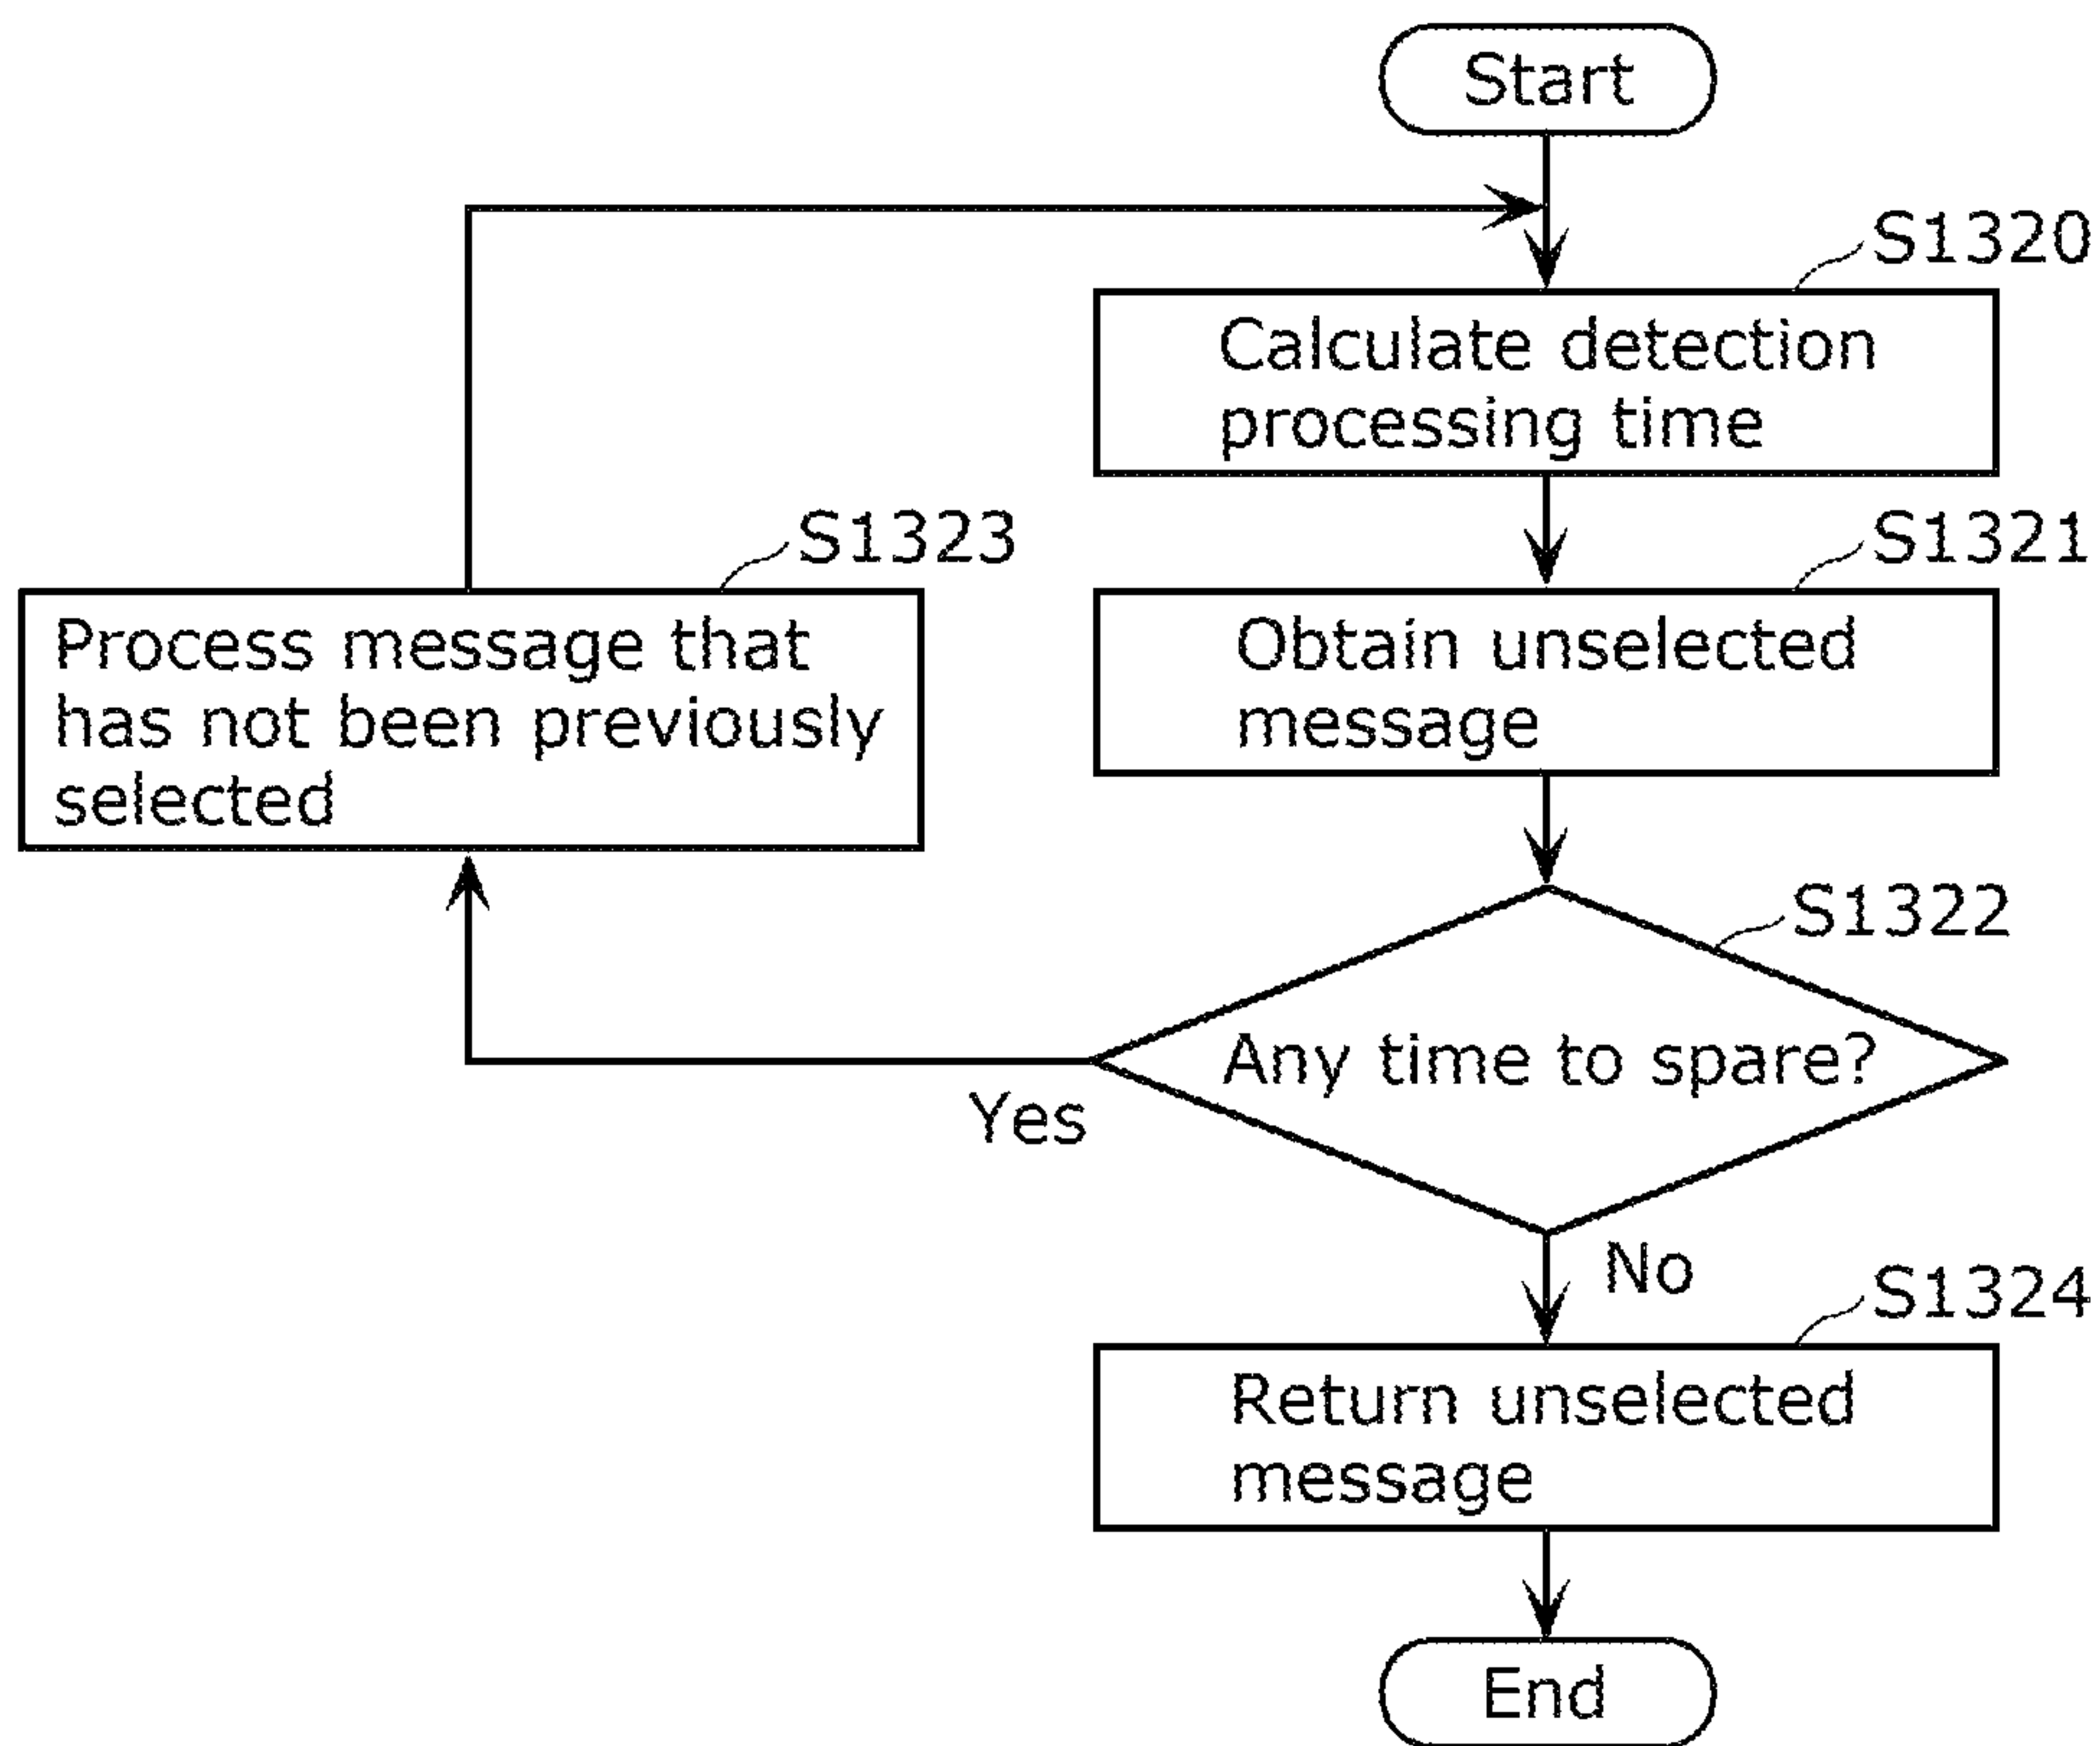 Start
S1320
Calculate detection
processing time
S1323
S1321
Process message that
has not been previously
selected
Obtain unselected
message
S1322
Any time to spare?
Yes
No
S1324
Return unselected
message
End